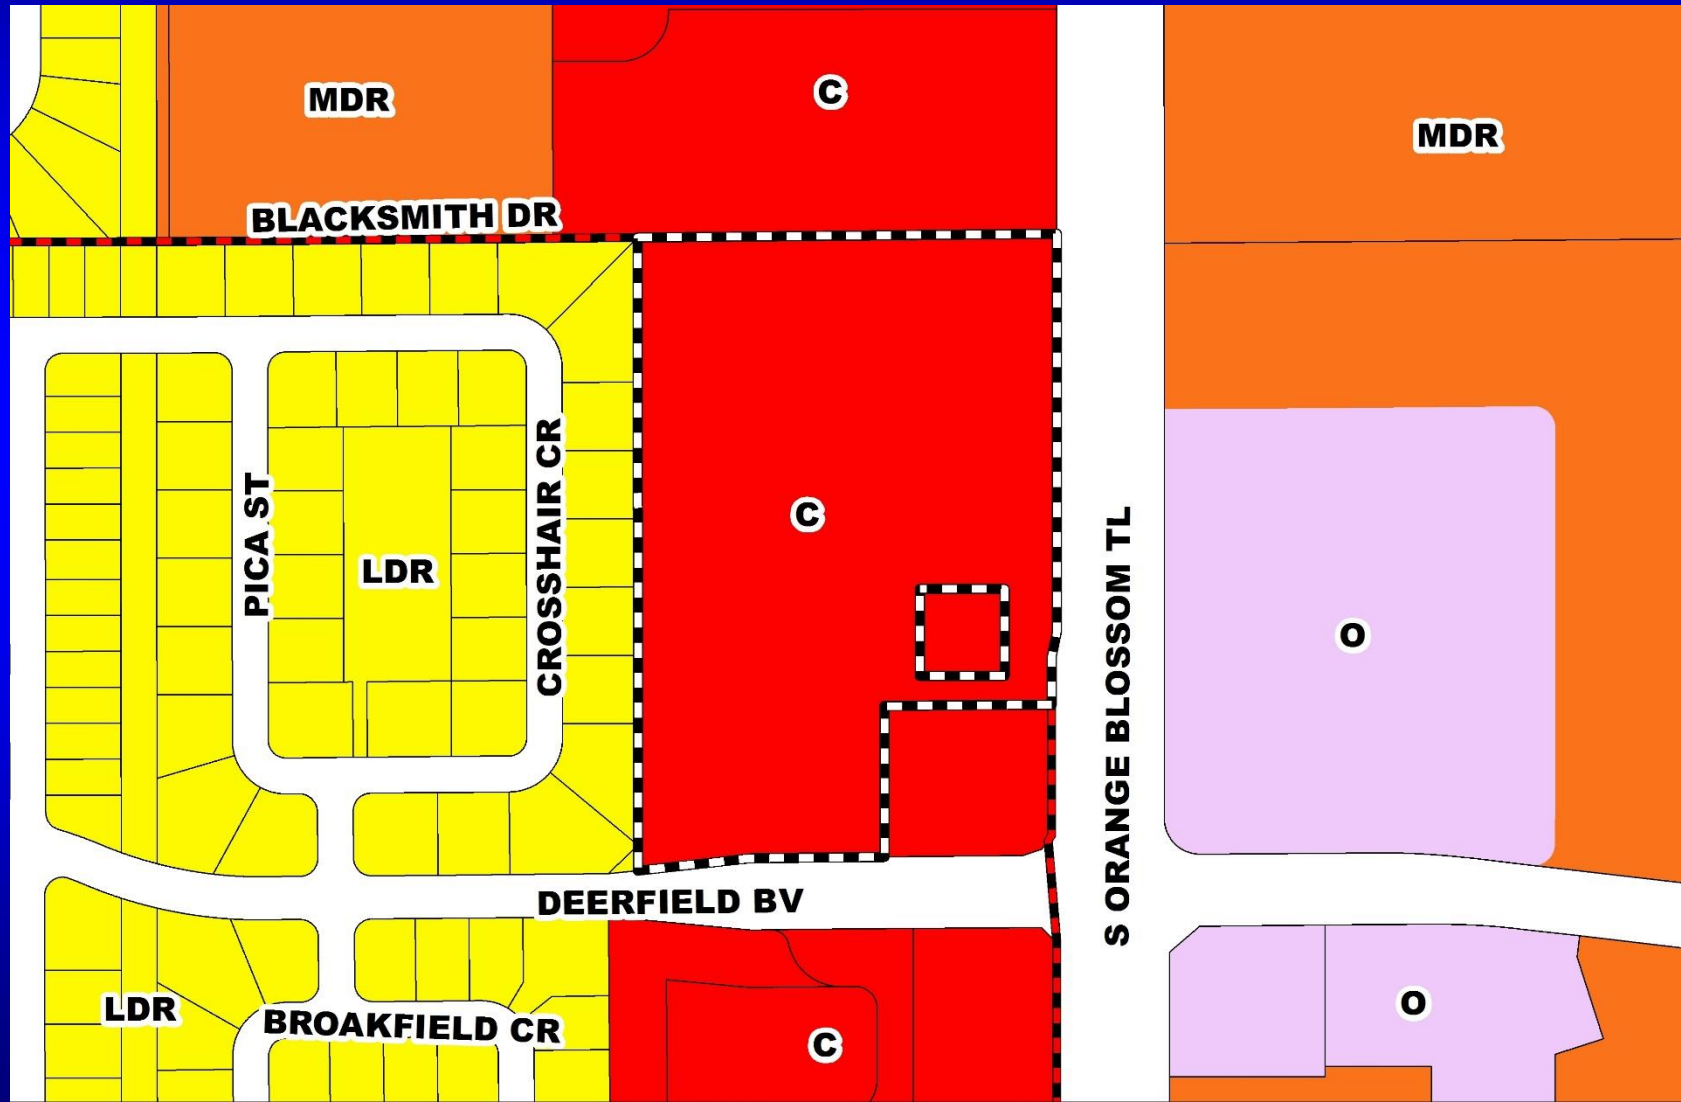 C
MDR
MDR
BLACKSMITH DR
C
PICA ST
LDR
CROSSHAIR CR
S ORANGE BLOSSOM TL
O
DEERFIELD BV
LDR
BROAKFIELD CR
C
O